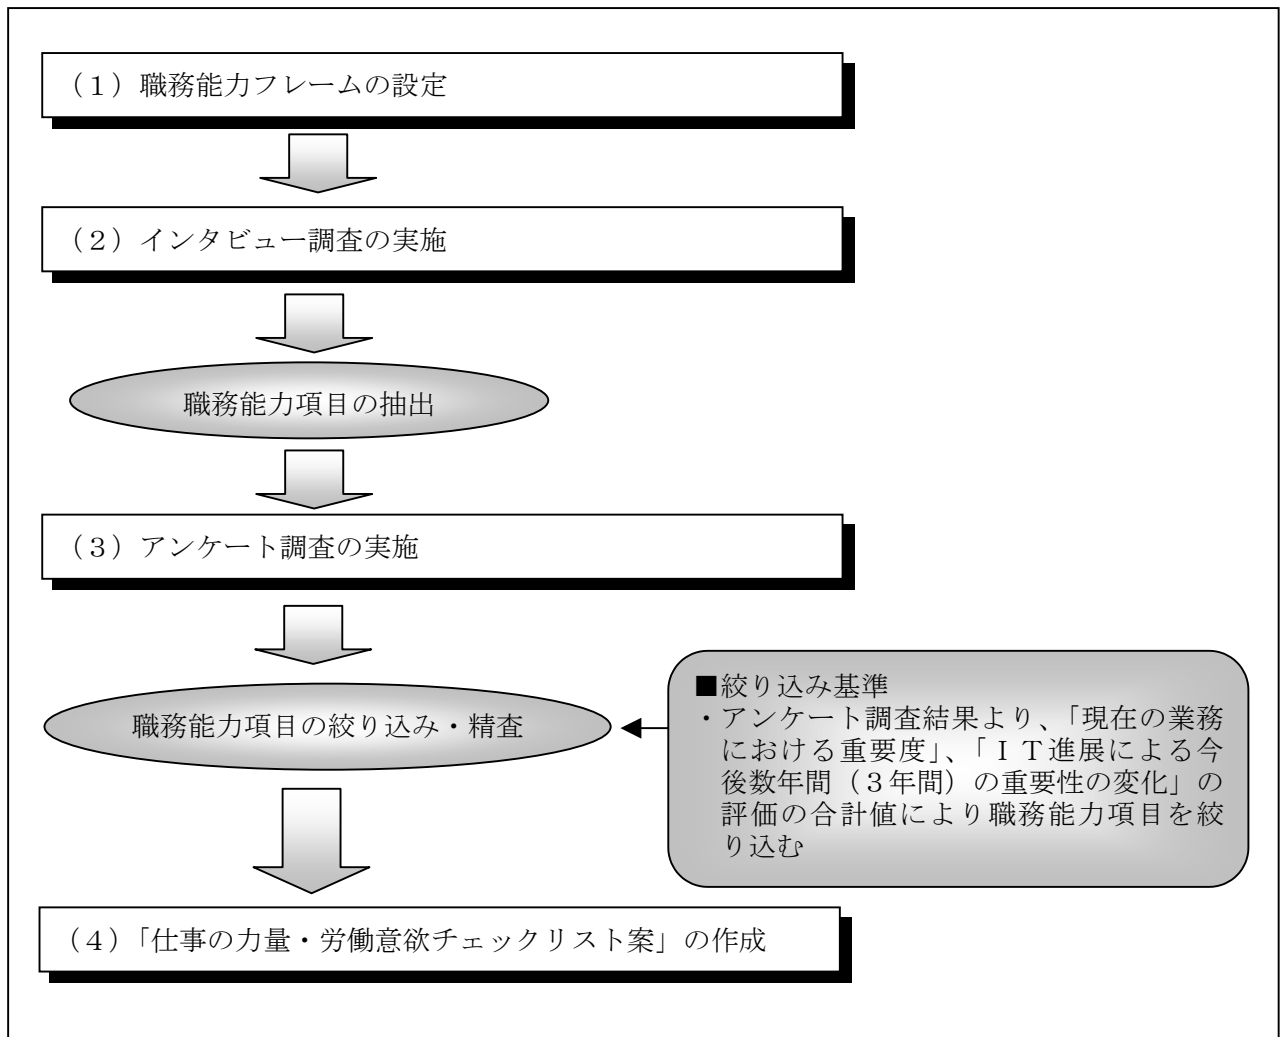 （１）職務能力フレームの設定
（２）インタビュー調査の実施
職務能力項目の抽出
（３）アンケート調査の実施
職務能力項目の絞り込み・精査
■絞り込み基準
・アンケート調査結果より、「現在の業務
における重要度」、「ＩＴ進展による今
後数年間（３年間）の重要性の変化」の
評価の合計値により職務能力項目を絞
り込む
（４）「仕事の力量・労働意欲チェックリスト案」の作成